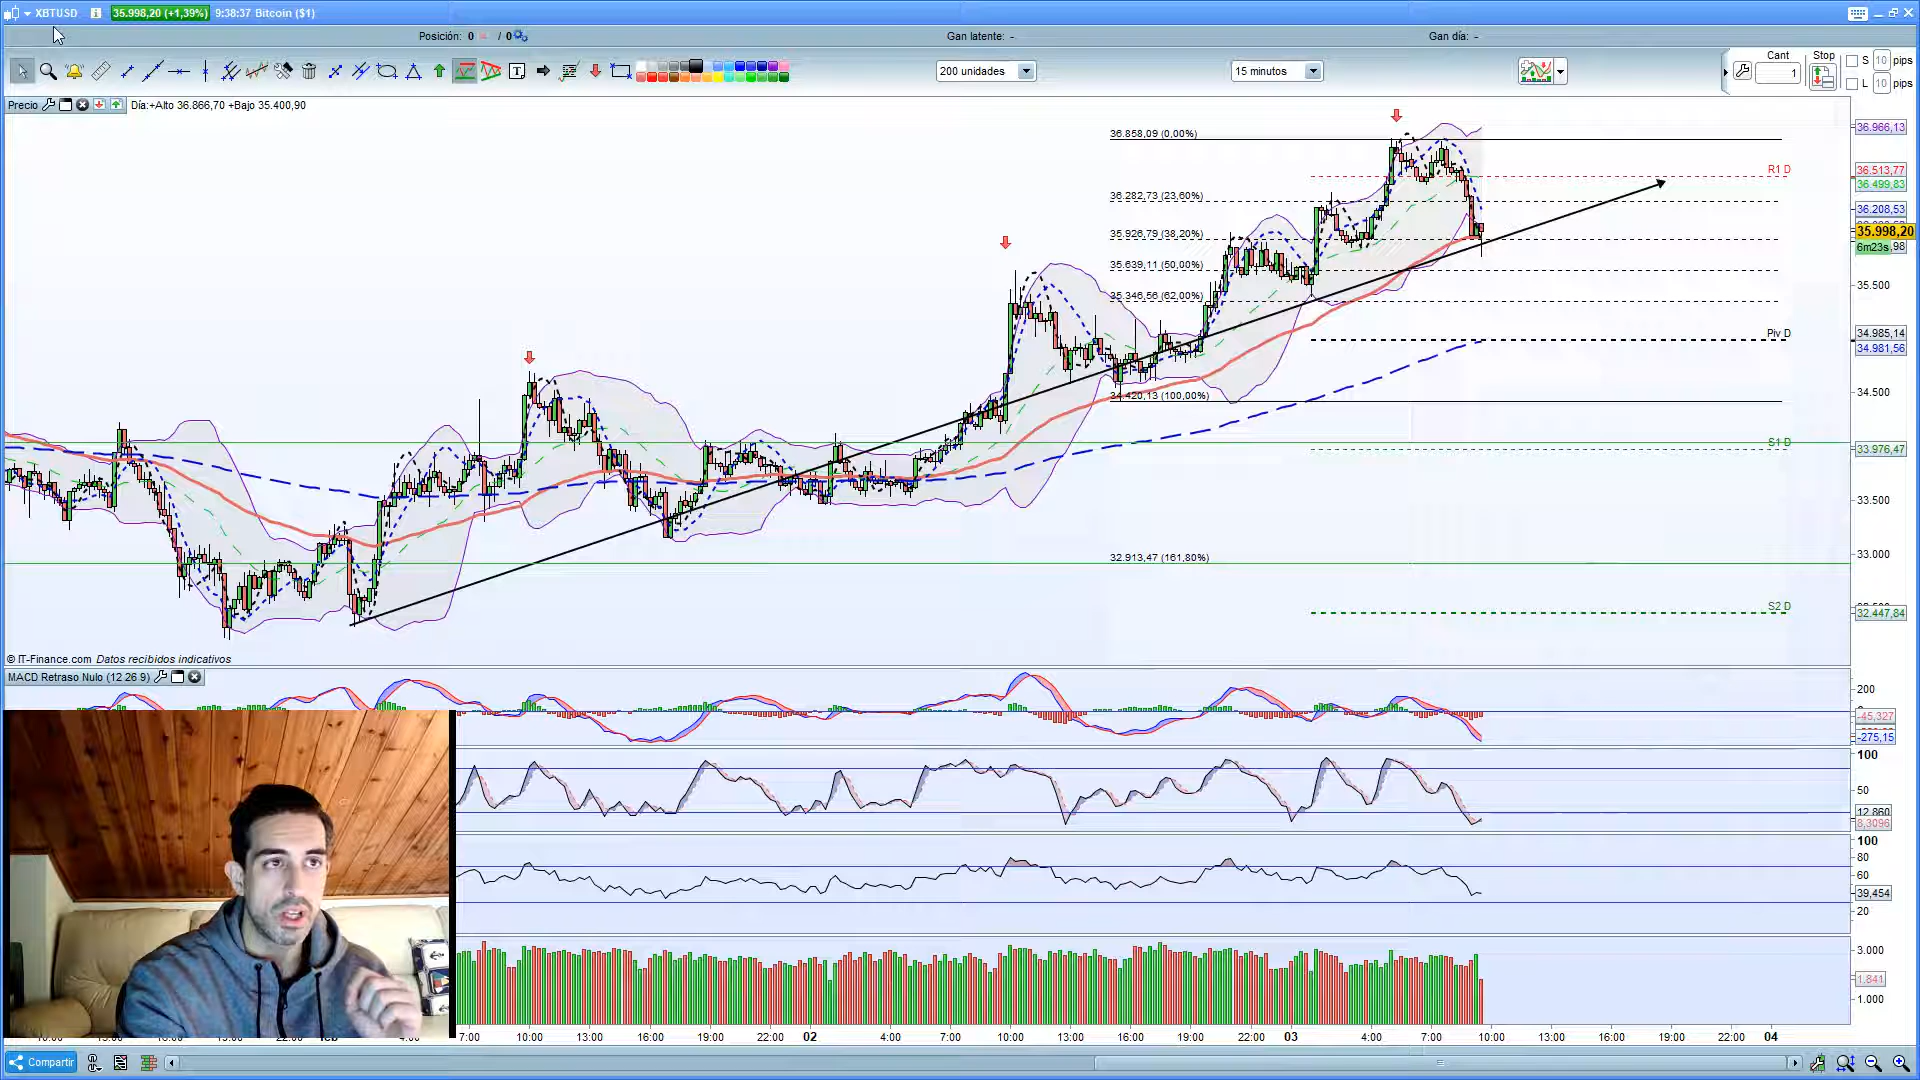 XBTUSD 35.998,20 (+1,39%) 9:38:37 Bitcoin ($1)
Posición: 0 / 0 Gan latente: - Gan día: -
200 unidades 15 minutos Cant 1 Stop S 10 pips
L 10 pips
Precio Día:+Alto 36.866,70 +Bajo 35.400,90
36.858,09 (0,00%)
36.966,13
R1 D
36.513,77
36.499,83
36.282,73 (23,60%)
36.208,53
35.926,79 (38,20%)
35.998,20
6m23s ,98
35.639,11 (50,00%)
35.500
35.346,56 (62,00%)
Piv D
34.985,14
34.981,56
34.420,13 (100,00%)
34.500
S1 D
33.976,47
33.500
32.913,47 (161,80%)
33.000
S2 D
32.447,84
© IT-Finance.com Datos recibidos indicativos
MACD Retraso Nulo (12 26 9)
200
-45,327
-275,15
100
50
12,860
8,3096
100
80
60
39,454
20
3.000
1.841
1.000
7:00 10:00 13:00 16:00 19:00 22:00 02 4:00 7:00 10:00 13:00 16:00 19:00 22:00 03 4:00 7:00 10:00 13:00 16:00 19:00 22:00 04
Compartir